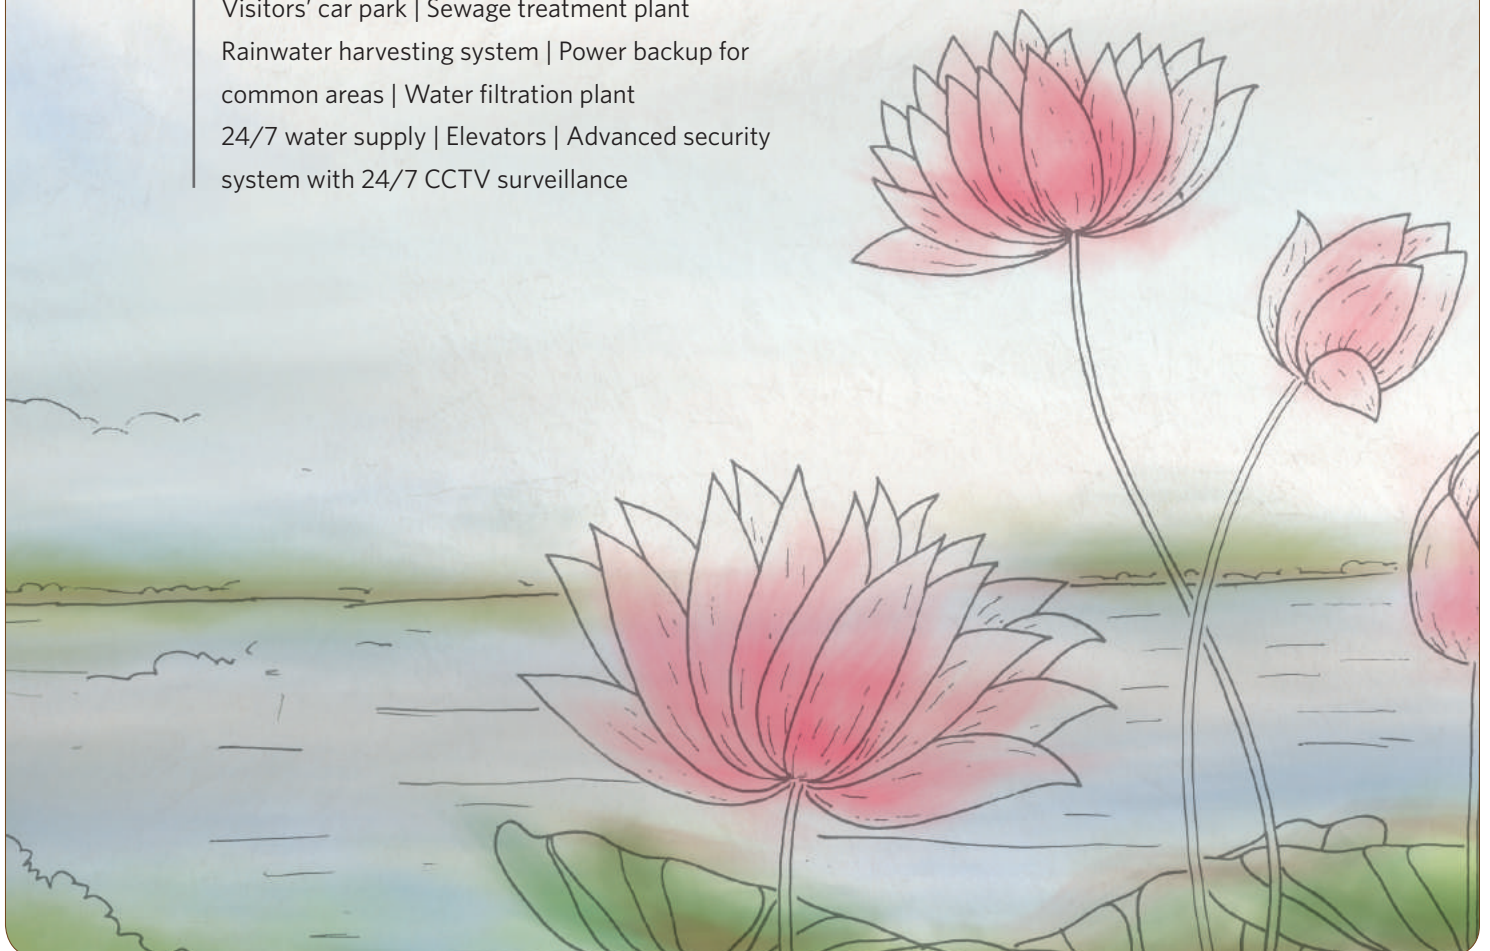 Visitors’ car park | Sewage treatment plant
Rainwater harvesting system | Power backup for
common areas | Water filtration plant
24/7 water supply | Elevators | Advanced security
system with 24/7 CCTV surveillance